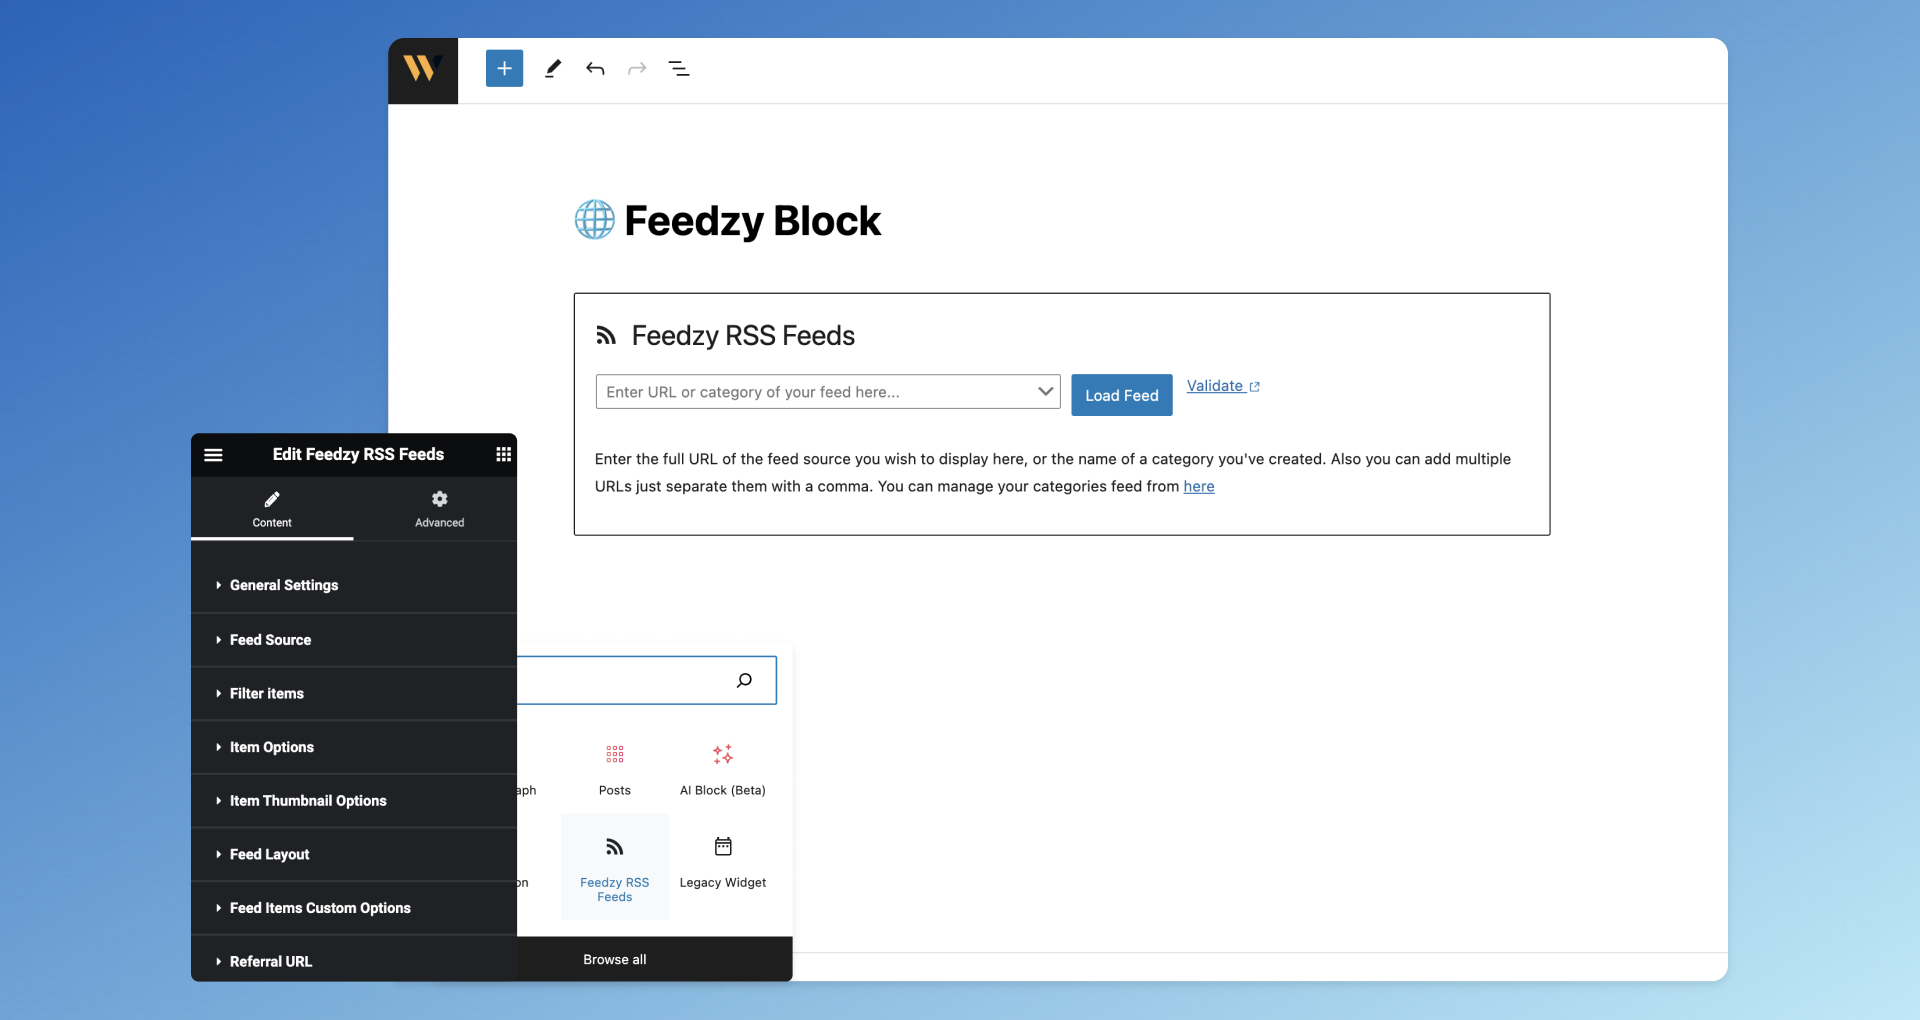 Feedzy Block
Feedzy RSS Feeds
Enter URL or category of your feed here...
Load Feed
Validate
Enter the full URL of the feed source you wish to display here, or the name of a category you've created. Also you can add multiple
URLs just separate them with a comma. You can manage your categories feed from here
Edit Feedzy RSS Feeds
Content
Advanced
General Settings
Feed Source
Filter items
Item Options
Item Thumbnail Options
Feed Layout
Feed Items Custom Options
Referral URL
aph
Posts
AI Block (Beta)
on
Feedzy RSS
Feeds
Legacy Widget
Browse all